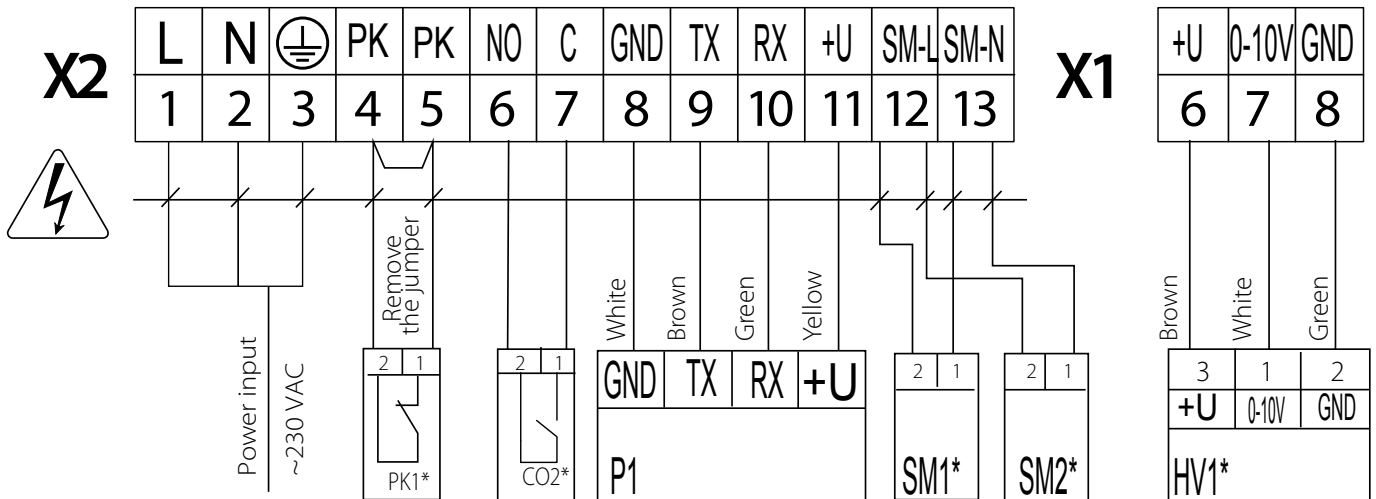 X2
L N PK PK NO C GND TX RX +U SM-L SM-N
1 2 3 4 5 6 7 8 9 10 11 12 13
X1
+U 0-10V GND
6 7 8
Power input
~230 VAC
Remove
the jumper
White
Brown
Green
Yellow
Brown
White
Green
2 1
PK1*
2 1
CO2*
GND TX RX +U
P1
2 1
SM1*
2 1
SM2*
3 1 2
+U 0-10V GND
HV1*